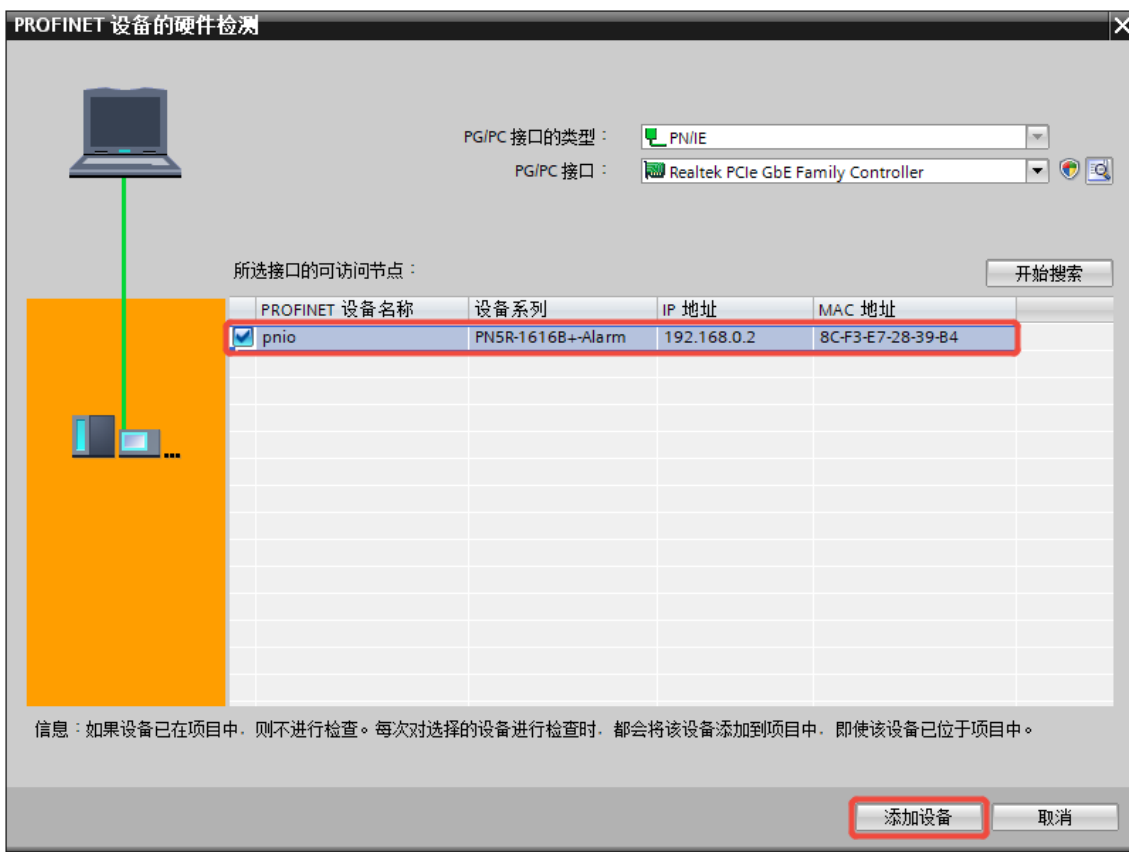 PROFINET 设备的硬件检测
PG/PC 接口的类型：
PN/IE
PG/PC 接口：
Realtek PCIe GbE Family Controller
所选接口的可访问节点：
开始搜索
PROFINET 设备名称 设备系列 IP 地址 MAC 地址
pnio PN5R-1616B+-Alarm 192.168.0.2 8C-F3-E7-28-39-B4
...
信息：如果设备已在项目中，则不进行检查。每次对选择的设备进行检查时，都会将该设备添加到项目中，即使该设备已位于项目中。
添加设备 取消